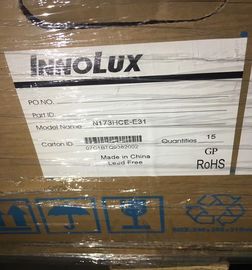 INNOLUX
PO.NO.
Part ID.
Model Name N173HCE-E31
Carton ID Quantities 15
Made in China GP
Lead Free RoHS